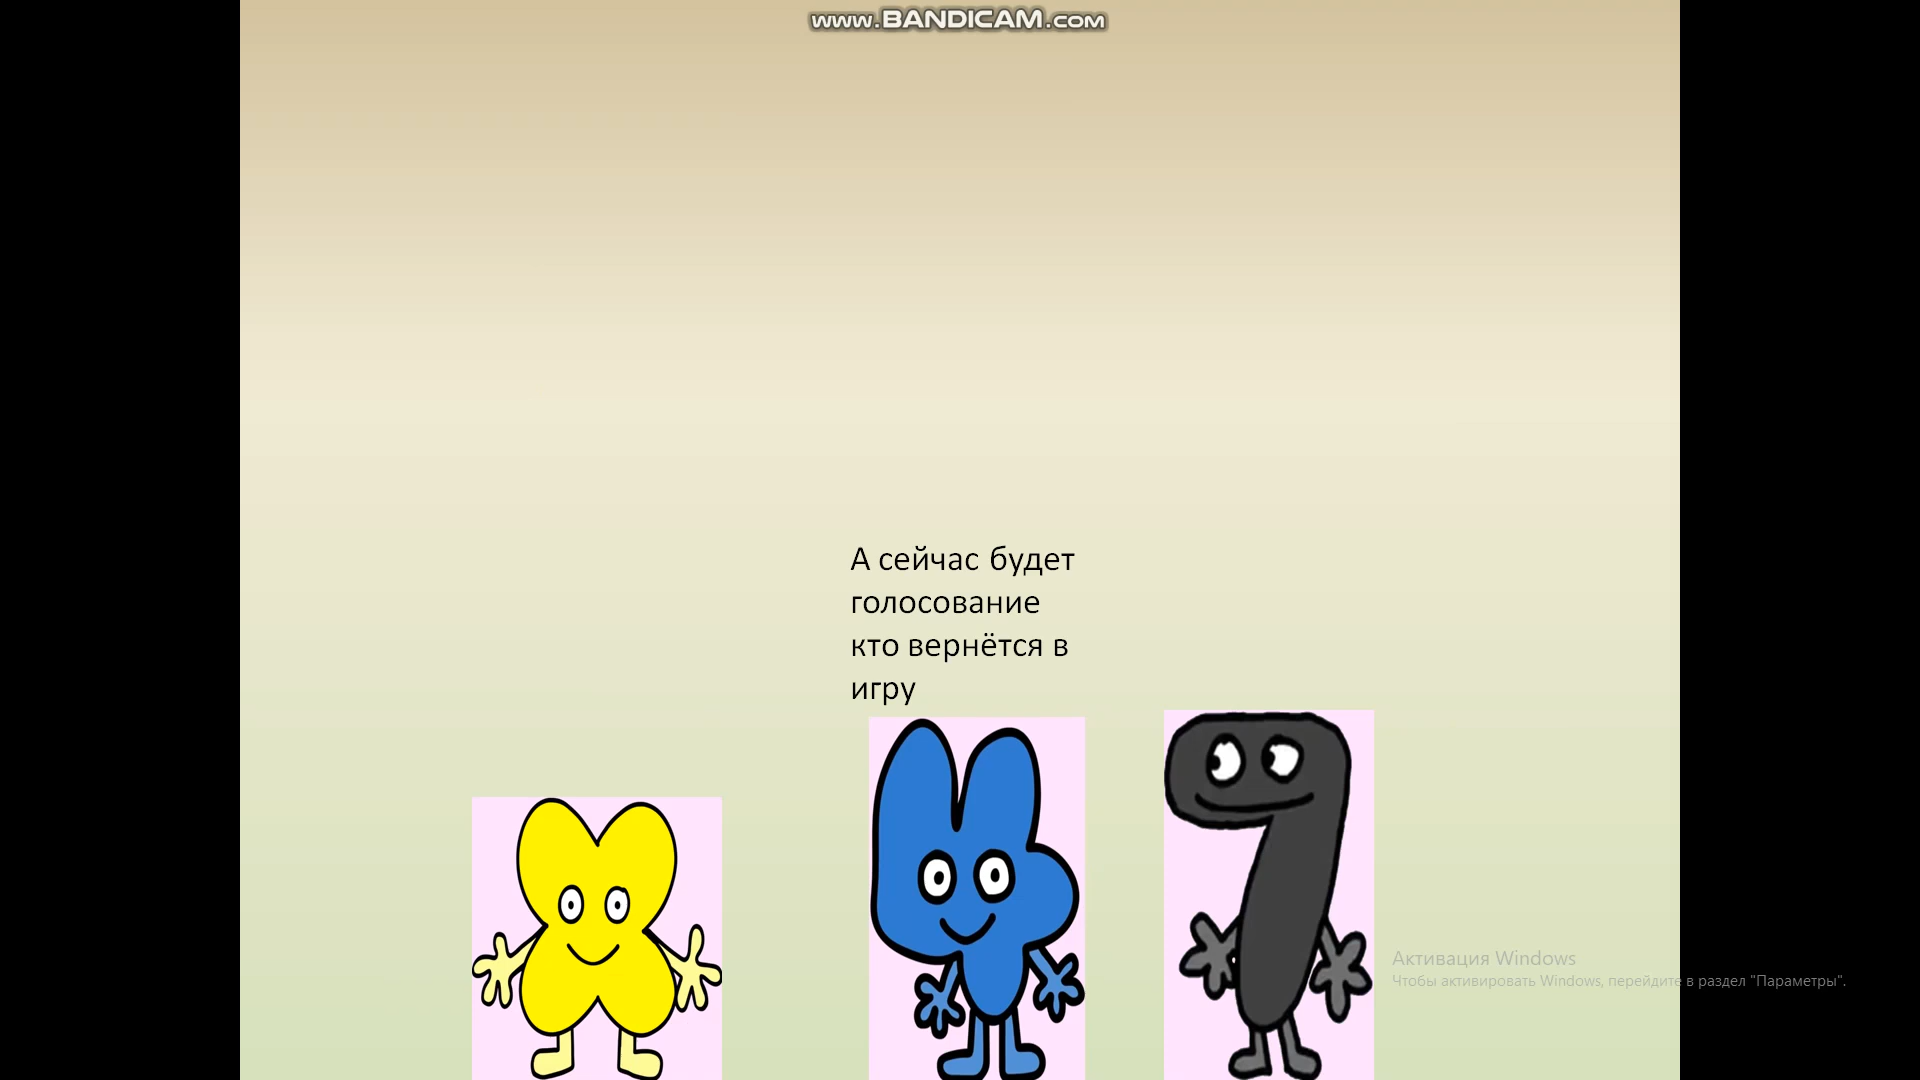 www.BANDICAM.com
А сейчас будет
голосование
кто вернётся в
игру
Активация Windows
Чтобы активировать Windows, перейдите в раздел "Параметры".